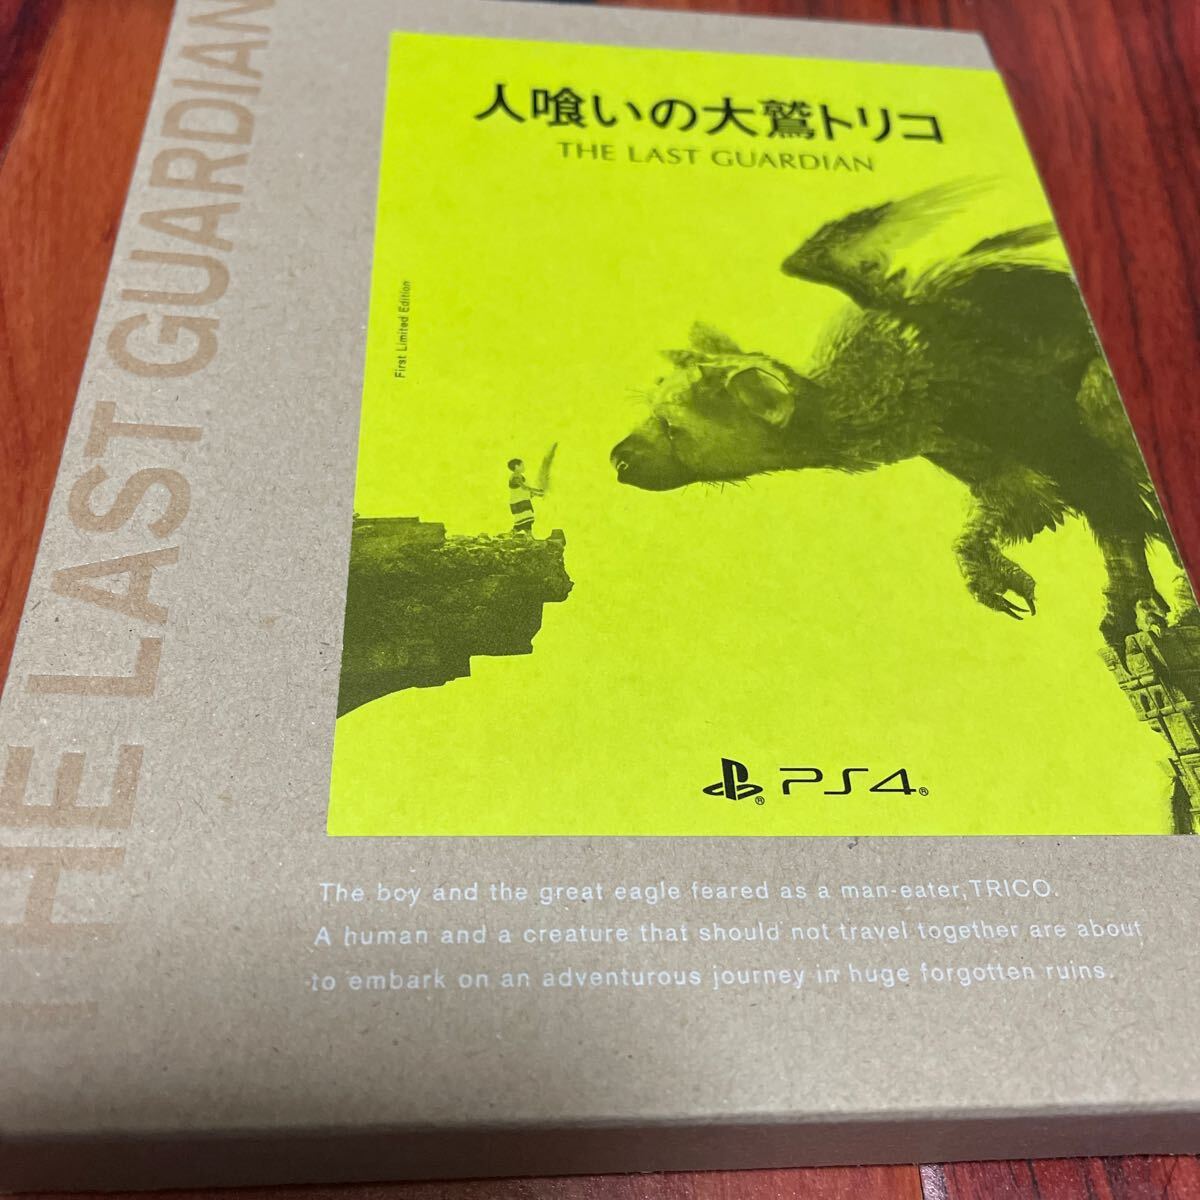 THE LAST GUARDIAN
人喰いの大鷲トリコ
THE LAST GUARDIAN
First Limited Edition
PS4®
The boy and the great eagle feared as a man-eater, TRICO.
A human and a creature that should not travel together are about
to embark on an adventurous journey in huge forgotten ruins.